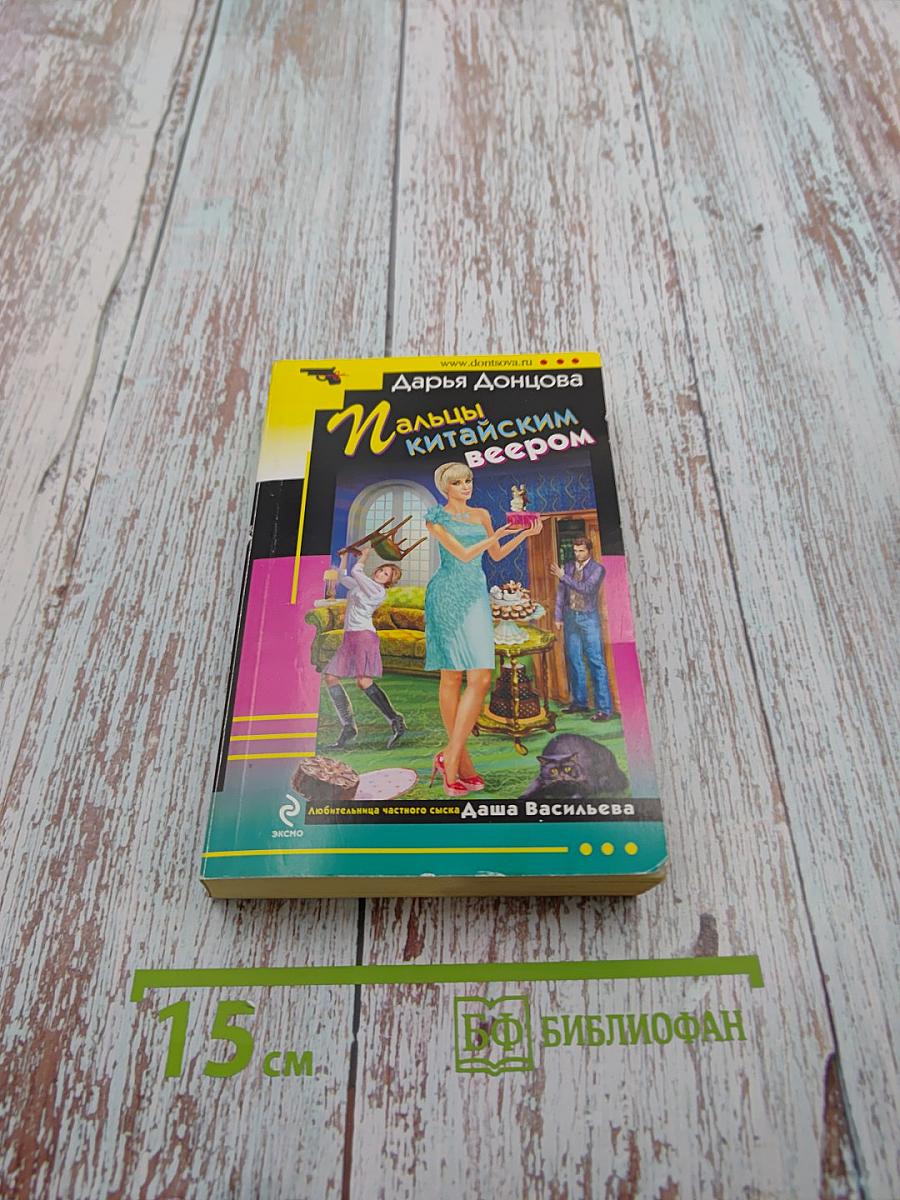 www.dontsova.ru
Дарья Донцова
Пальцы
китайским
веером
Любительница частного сыска Даша Васильева
эксмо
15 см
БФ БИБЛИОФАН